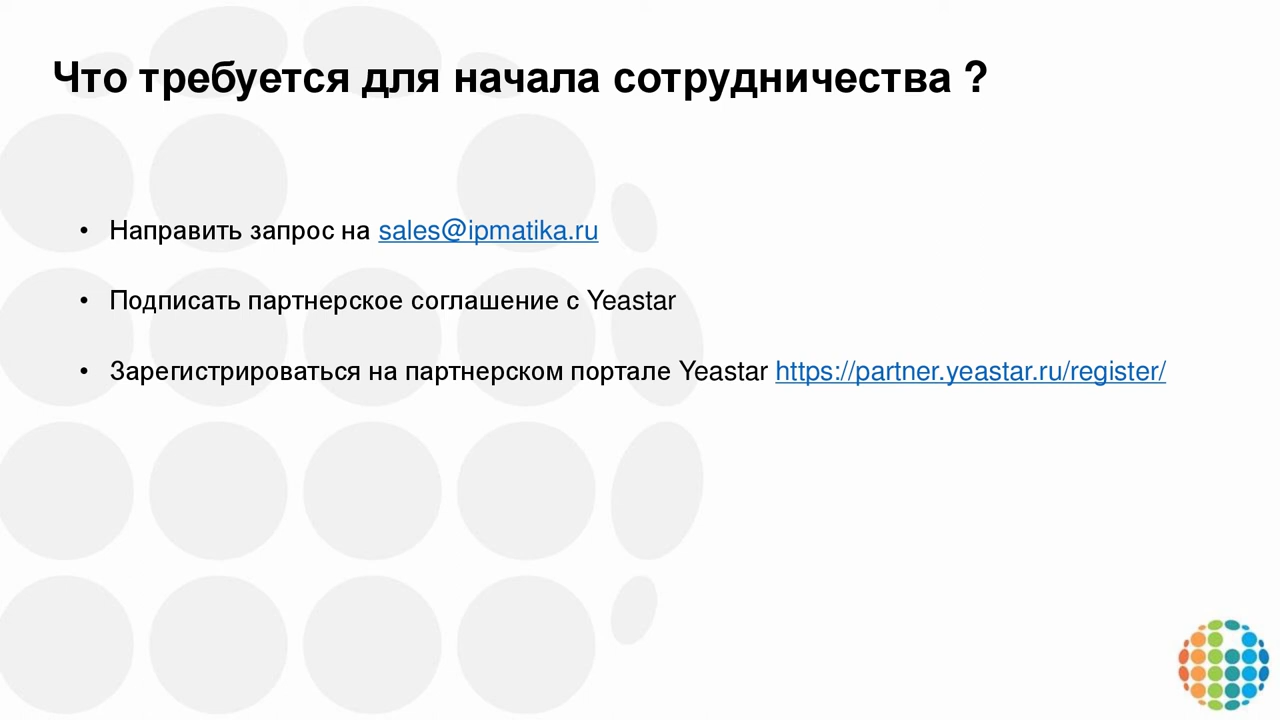 Что требуется для начала сотрудничества ?
• Направить запрос на sales@ipmatika.ru
• Подписать партнерское соглашение с Yeastar
• Зарегистрироваться на партнерском портале Yeastar https://partner.yeastar.ru/register/